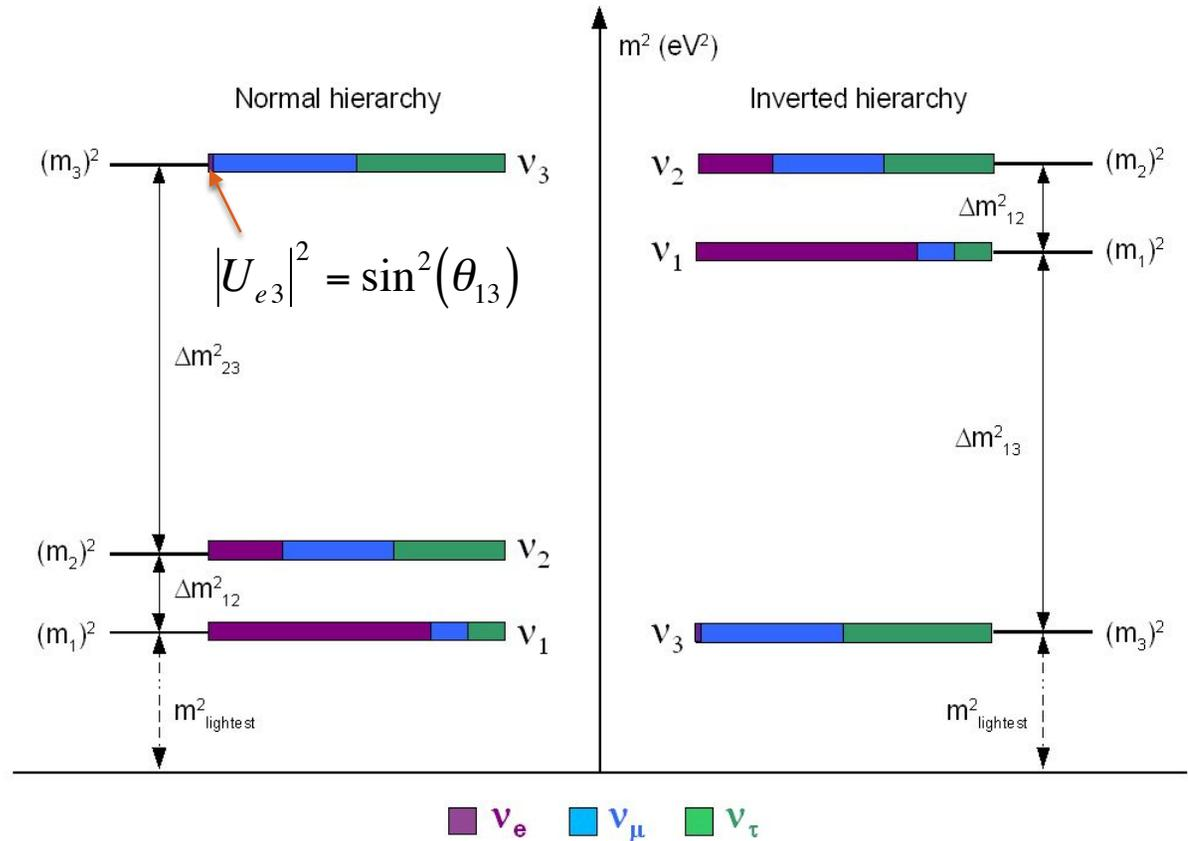 m² (eV²)
Normal hierarchy
(m₃)² ν₃
|Uₑ₃|² = sin²(θ₁₃)
Δm²₂₃
(m₂)² ν₂
Δm²₁₂
(m₁)² ν₁
m²lightest
Inverted hierarchy
ν₂ (m₂)²
Δm²₁₂
ν₁ (m₁)²
Δm²₁₃
ν₃ (m₃)²
m²lightest
νe νμ ντ